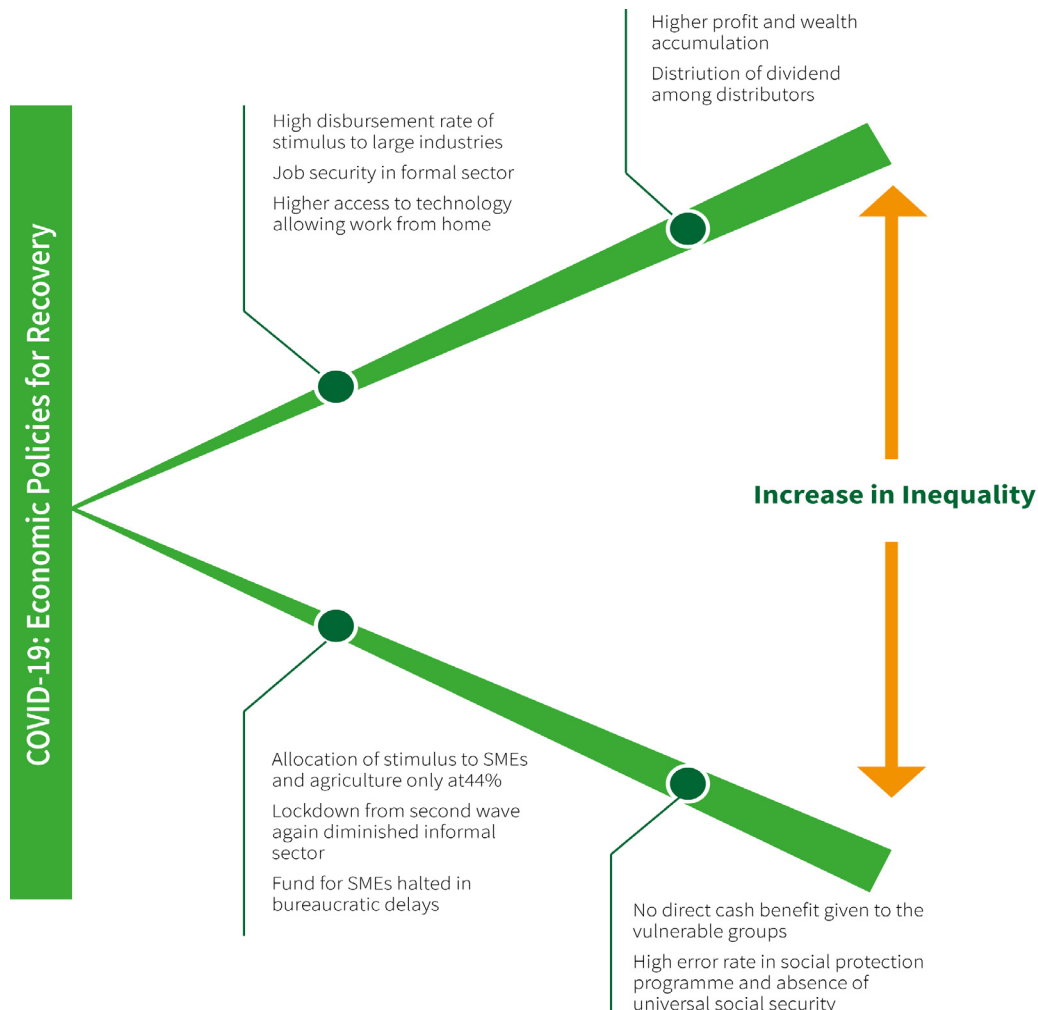 COVID-19: Economic Policies for Recovery
High disbursement rate of
stimulus to large industries
Job security in formal sector
Higher access to technology
allowing work from home
Higher profit and wealth
accumulation
Distriution of dividend
among distributors
Increase in Inequality
Allocation of stimulus to SMEs
and agriculture only at44%
Lockdown from second wave
again diminished informal
sector
Fund for SMEs halted in
bureaucratic delays
No direct cash benefit given to the
vulnerable groups
High error rate in social protection
programme and absence of
universal social security